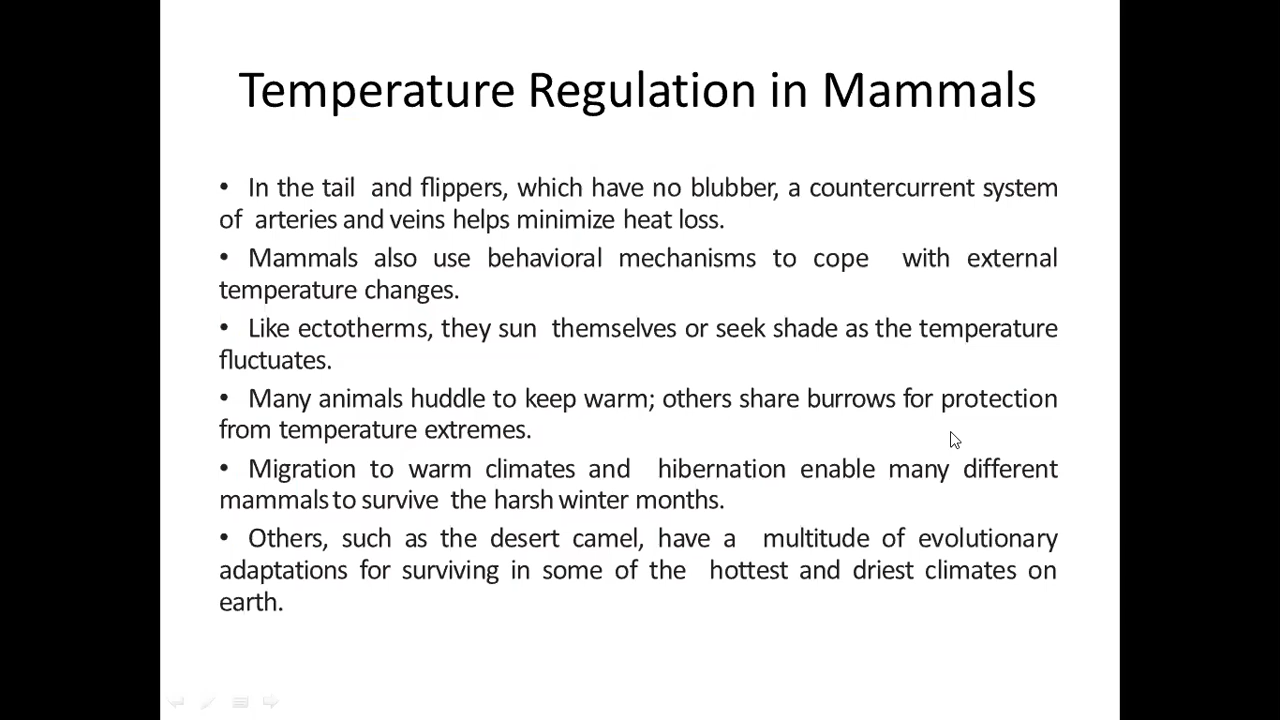 Temperature Regulation in Mammals
• In the tail and flippers, which have no blubber, a countercurrent system
of arteries and veins helps minimize heat loss.
• Mammals also use behavioral mechanisms to cope with external
temperature changes.
• Like ectotherms, they sun themselves or seek shade as the temperature
fluctuates.
• Many animals huddle to keep warm; others share burrows for protection
from temperature extremes.
• Migration to warm climates and hibernation enable many different
mammals to survive the harsh winter months.
• Others, such as the desert camel, have a multitude of evolutionary
adaptations for surviving in some of the hottest and driest climates on
earth.